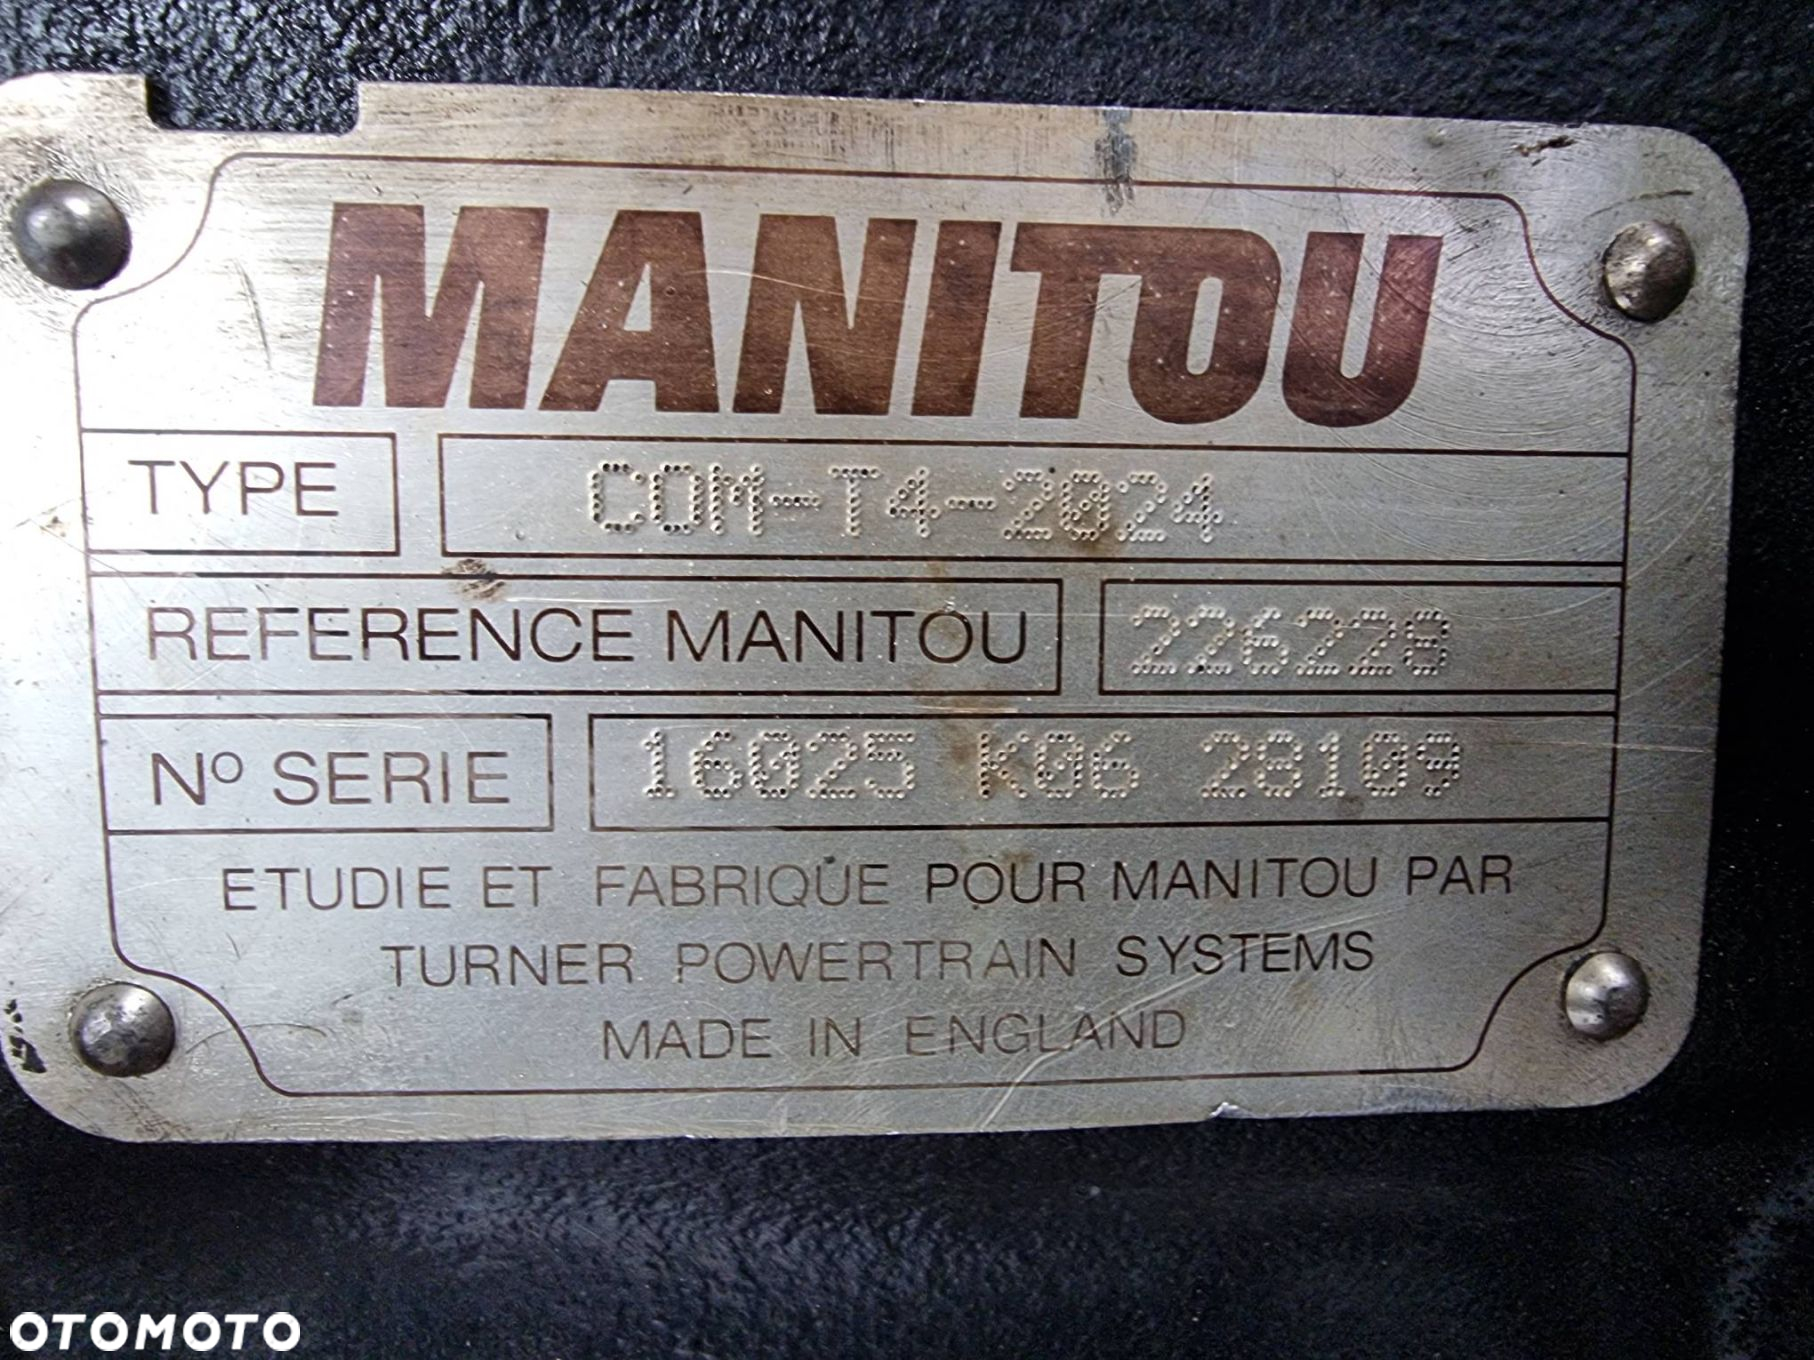 MANITOU
TYPE COM-T4-2024
REFERENCE MANITOU 226228
Nº SERIE 16025 K06 28109
ETUDIE ET FABRIQUE POUR MANITOU PAR
TURNER POWERTRAIN SYSTEMS
MADE IN ENGLAND
OTOMOTO